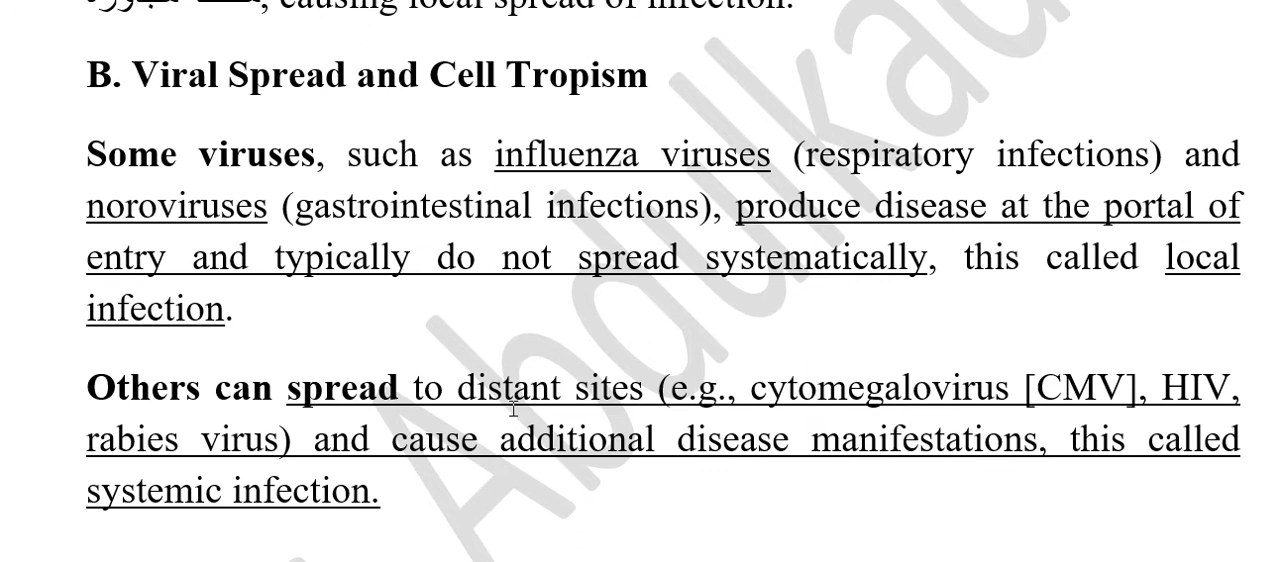 , causing local spread of infection.
B. Viral Spread and Cell Tropism
Some viruses, such as influenza viruses (respiratory infections) and
noroviruses (gastrointestinal infections), produce disease at the portal of
entry and typically do not spread systematically, this called local
infection.
Others can spread to distant sites (e.g., cytomegalovirus [CMV], HIV,
rabies virus) and cause additional disease manifestations, this called
systemic infection.